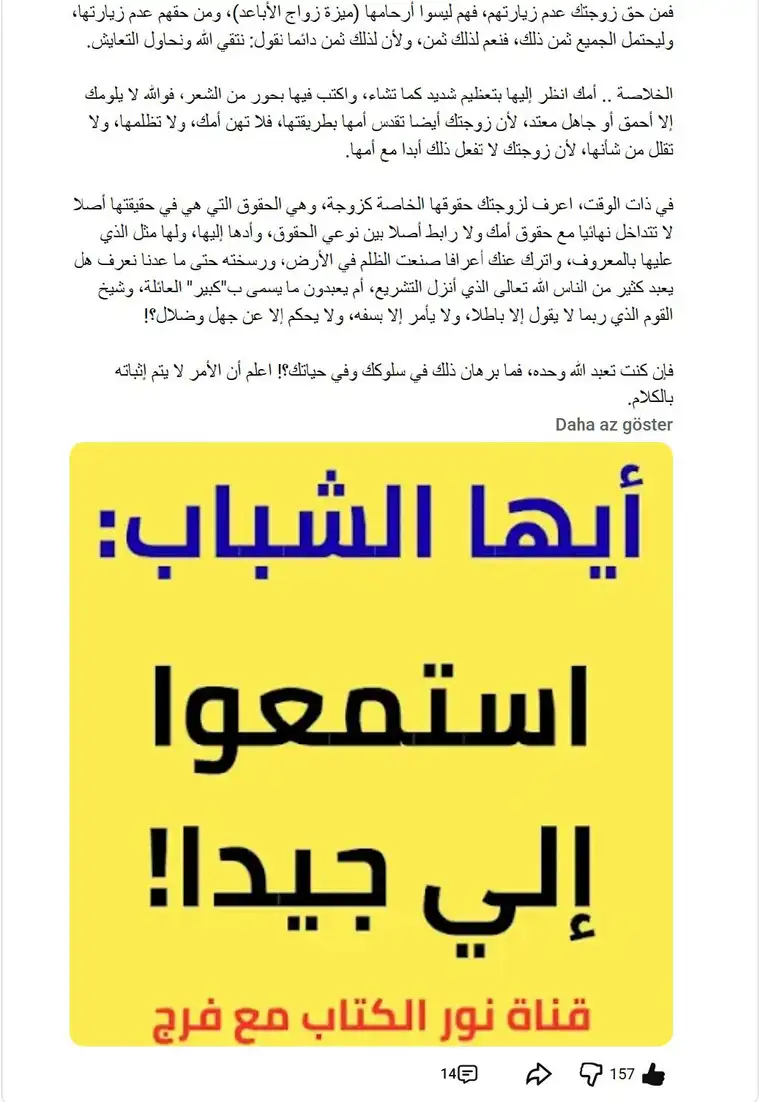 فمن حق زوجتك عدم زيارتهم، فهم ليسوا أرحامها (ميزة زواج الأباعد)، ومن حقهم عدم زيارتها،
وليحتمل الجميع ثمن ذلك، فنعم لذلك ثمن، ولأن لذلك ثمن دائما نقول: نتقي الله ونحاول التعايش.
الخلاصة .. أمك انظر إليها بتعظيم شديد كما تشاء، واكتب فيها بحور من الشعر، فوالله لا يلومك
إلا أحمق أو جاهل معتد، لأن زوجتك أيضا تقدس أمها بطريقتها، فلا تهن أمك، ولا تظلمها، ولا
تقلل من شأنها، لأن زوجتك لا تفعل ذلك أبدا مع أمها.
في ذات الوقت، اعرف لزوجتك حقوقها الخاصة كزوجة، وهي الحقوق التي هي في حقيقتها أصلا
لا تتداخل نهائيا مع حقوق أمك ولا رابط أصلا بين نوعي الحقوق، وأدها إليها، ولها مثل الذي
عليها بالمعروف، واترك عنك أعرافا صنعت الظلم في الأرض، ورسخته حتى ما عدنا نعرف هل
يعبد كثير من الناس الله تعالى الذي أنزل التشريع، أم يعبدون ما يسمى ب"كبير" العائلة، وشيخ
القوم الذي ربما لا يقول إلا باطلا، ولا يأمر إلا بسفه، ولا يحكم إلا عن جهل وضلال؟!
فإن كنت تعبد الله وحده، فما برهان ذلك في سلوكك وفي حياتك؟! اعلم أن الأمر لا يتم إثباته
بالكلام.
Daha az göster
أيها الشباب:
استمعوا
إلي جيدا!
قناة نور الكتاب مع فرج
157
14